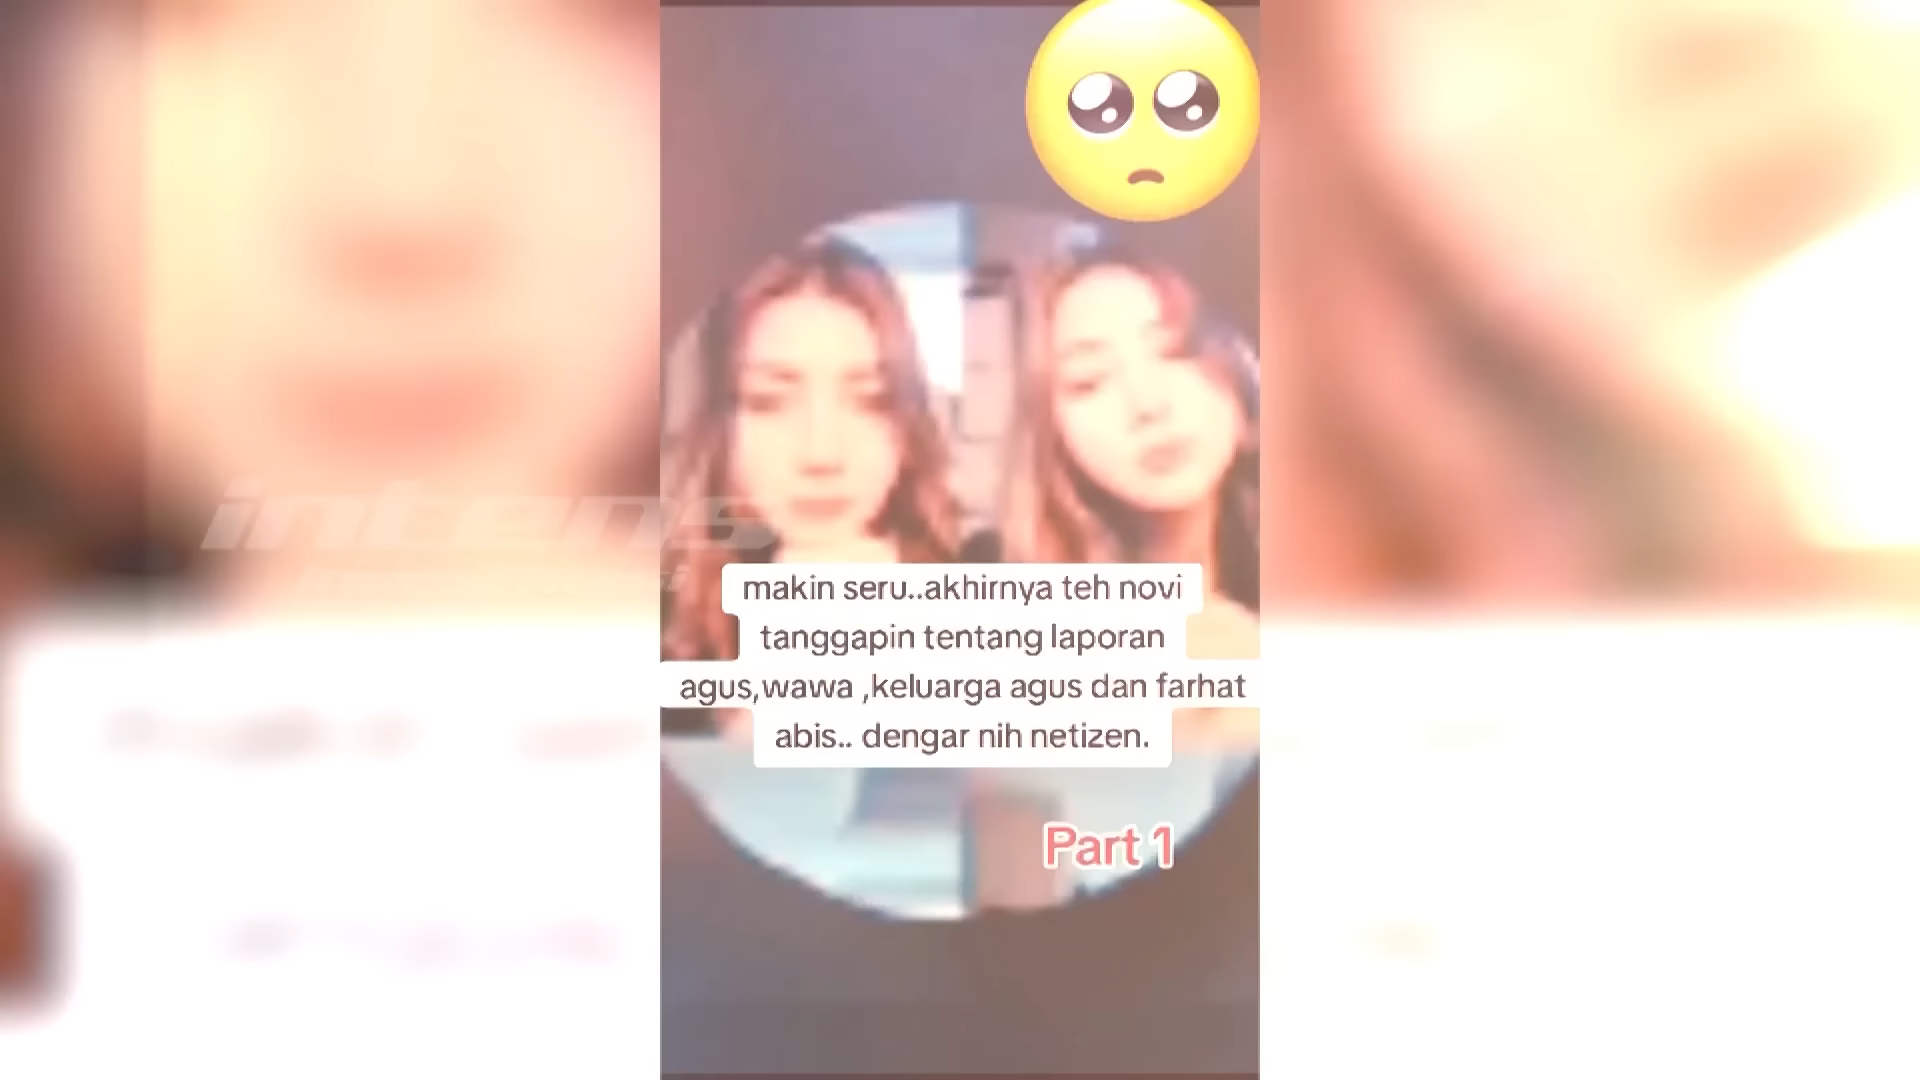 intens
makin seru..akhirnya teh novi
tanggapin tentang laporan
agus,wawa ,keluarga agus dan farhat
abis.. dengar nih netizen.
Part 1